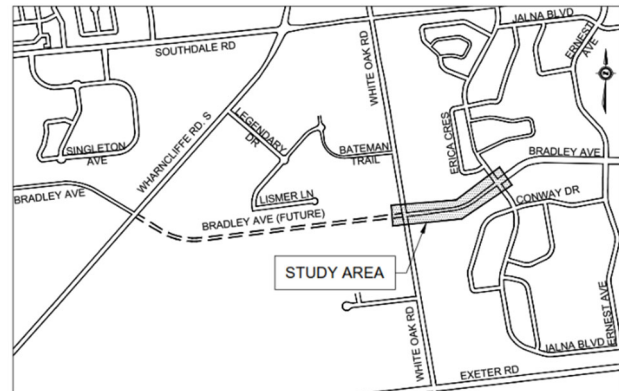 JALNA BLVD
SOUTHDALE RD
WHITE OAK RD
ERNEST
AVE
WHARNCLIFFE RD. S
LEGENDARY
DR
SINGLETON
AVE
BATEMAN
TRAIL
ERICA CRES
BRADLEY AVE
BRADLEY AVE
LISMER LN
CONWAY DR
BRADLEY AVE (FUTURE)
STUDY AREA
WHITE OAK RD
ERNEST AVE
JALNA BLVD
EXETER RD